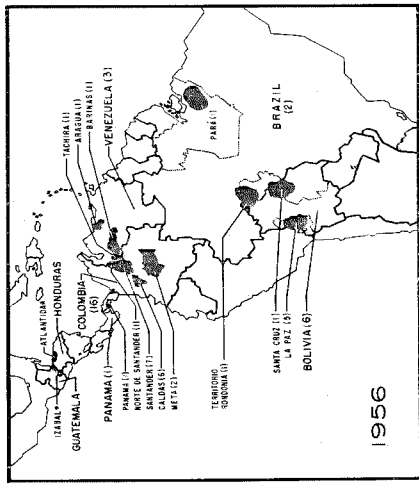 ATLANTIDA
IZABAL
HONDURAS
GUATEMALA
COLOMBIA
(16)
PANAMA (1)
PANAMA (1)
NORTE DE SANTANDER (1)
SANTANDER (7)
CALDAS (6)
META (2)
TACHIRA (1)
ARAGUA (1)
BARINAS (1)
VENEZUELA (3)
PARÁ (1)
BRAZIL
(2)
TERRITORIO
RONDONIA (1)
SANTA CRUZ (1)
LA PAZ (5)
BOLIVIA (6)
1956